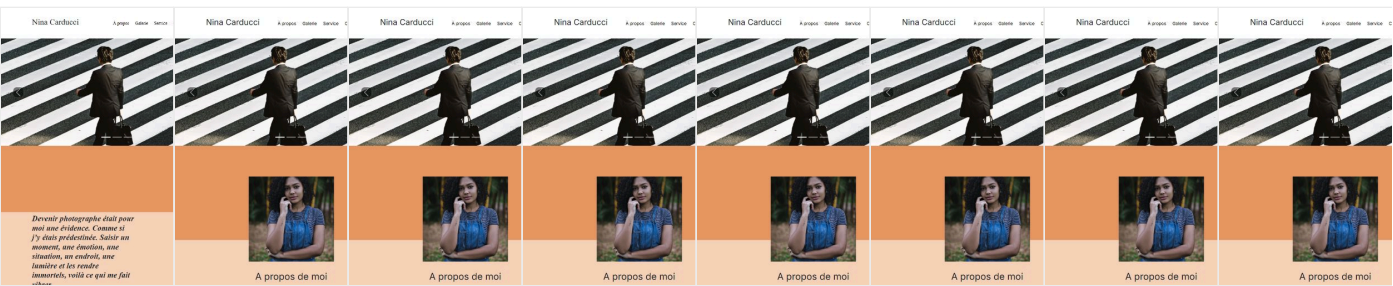 Nina Carducci A propos Galerie Service
Nina Carducci A propos Galerie Service C
Nina Carducci A propos Galerie Service C
Nina Carducci A propos Galerie Service C
Nina Carducci A propos Galerie Service C
Nina Carducci A propos Galerie Service C
Nina Carducci A propos Galerie Service C
Nina Carducci A propos Galerie Service C
Devenir photographe était pour
moi une évidence. Comme si
j'y étais prédestinée. Saisir un
moment, une émotion, une
situation, un endroit, une
lumière et les rendre
immortels, voilà ce qui me fait
A propos de moi
A propos de moi
A propos de moi
A propos de moi
A propos de moi
A propos de moi
A propos de moi